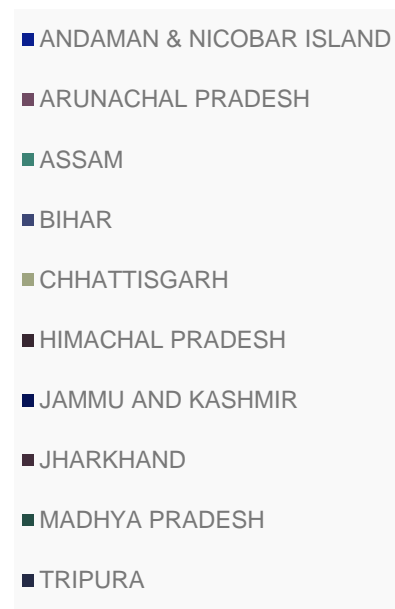 ANDAMAN & NICOBAR ISLAND
ARUNACHAL PRADESH
ASSAM
BIHAR
CHHATTISGARH
HIMACHAL PRADESH
JAMMU AND KASHMIR
JHARKHAND
MADHYA PRADESH
TRIPURA